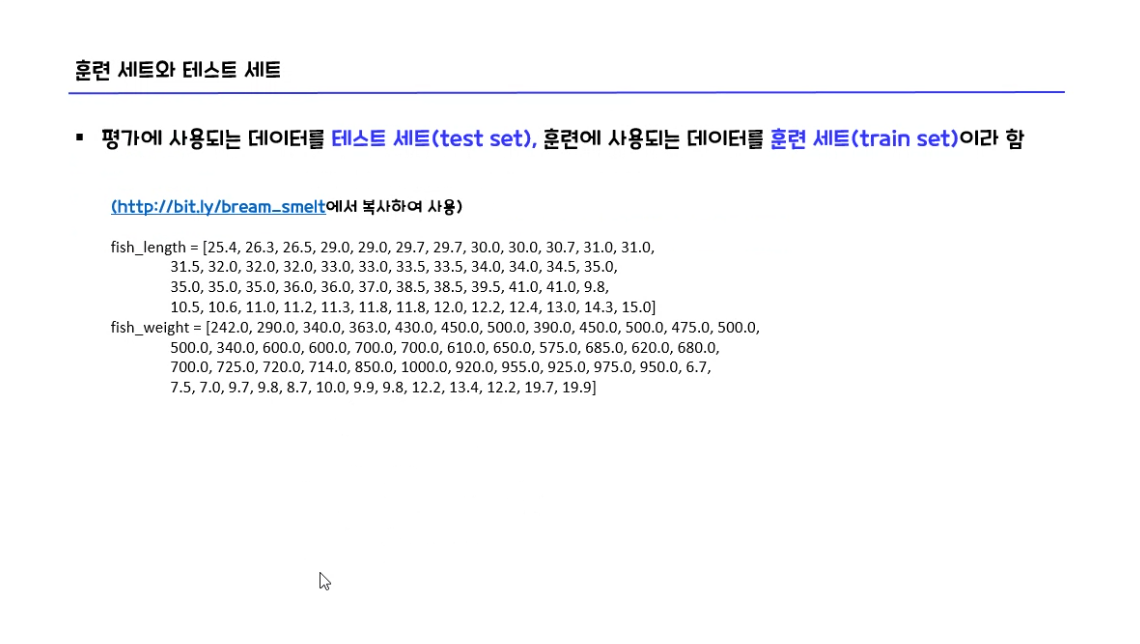 훈련 세트와 테스트 세트
▪ 평가에 사용되는 데이터를 테스트 세트(test set), 훈련에 사용되는 데이터를 훈련 세트(train set)이라 함
(http://bit.ly/bream_smelt에서 복사하여 사용)
fish_length = [25.4, 26.3, 26.5, 29.0, 29.0, 29.7, 29.7, 30.0, 30.0, 30.7, 31.0, 31.0,
31.5, 32.0, 32.0, 32.0, 33.0, 33.0, 33.5, 33.5, 34.0, 34.0, 34.5, 35.0,
35.0, 35.0, 35.0, 36.0, 36.0, 37.0, 38.5, 38.5, 39.5, 41.0, 41.0, 9.8,
10.5, 10.6, 11.0, 11.2, 11.3, 11.8, 11.8, 12.0, 12.2, 12.4, 13.0, 14.3, 15.0]
fish_weight = [242.0, 290.0, 340.0, 363.0, 430.0, 450.0, 500.0, 390.0, 450.0, 500.0, 475.0, 500.0,
500.0, 340.0, 600.0, 600.0, 700.0, 700.0, 610.0, 650.0, 575.0, 685.0, 620.0, 680.0,
700.0, 725.0, 720.0, 714.0, 850.0, 1000.0, 920.0, 955.0, 925.0, 975.0, 950.0, 6.7,
7.5, 7.0, 9.7, 9.8, 8.7, 10.0, 9.9, 9.8, 12.2, 13.4, 12.2, 19.7, 19.9]